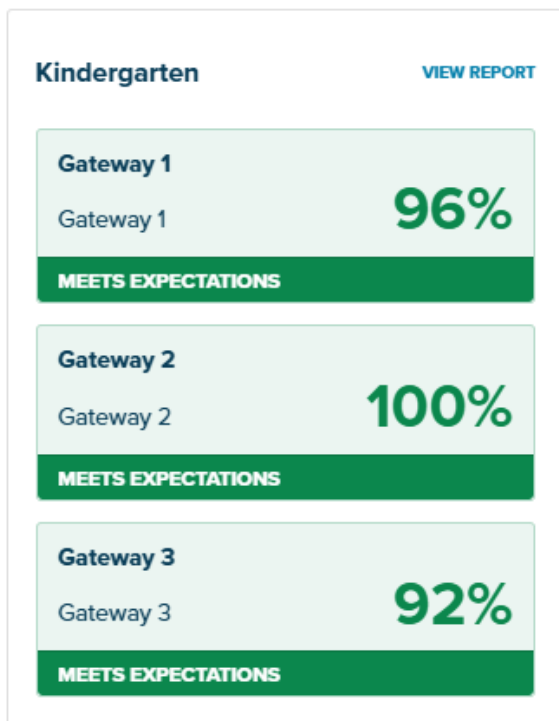 Kindergarten VIEW REPORT
Gateway 1
Gateway 1 96%
MEETS EXPECTATIONS
Gateway 2
Gateway 2 100%
MEETS EXPECTATIONS
Gateway 3
Gateway 3 92%
MEETS EXPECTATIONS